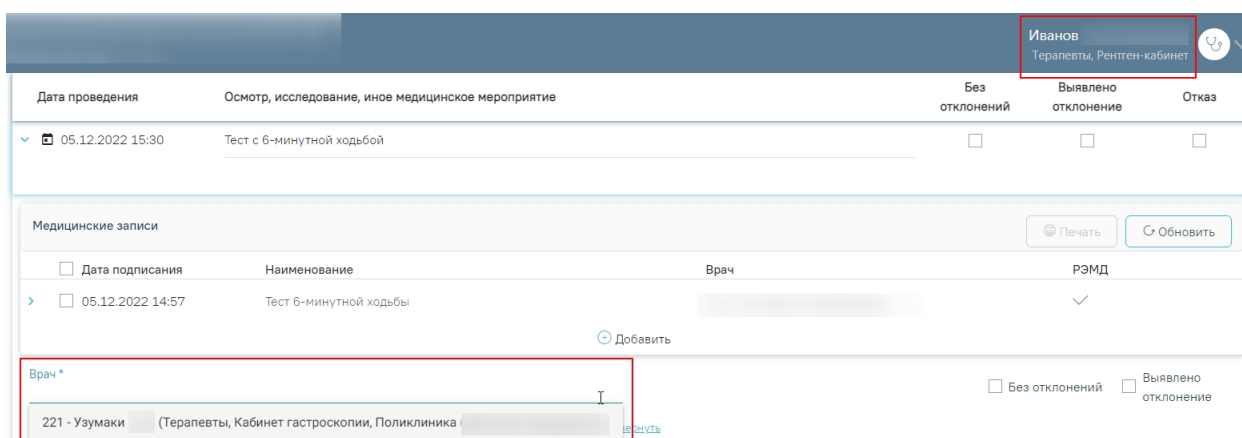 Иванов
Терапевты, Рентген-кабинет
Дата проведения Осмотр, исследование, иное медицинское мероприятие Без отклонений Выявлено отклонение Отказ
05.12.2022 15:30 Тест с 6-минутной ходьбой
Медицинские записи Печать Обновить
Дата подписания Наименование Врач РЭМД
05.12.2022 14:57 Тест 6-минутной ходьбы
Добавить
Врач * Без отклонений Выявлено отклонение
221 - Узумаки (Терапевты, Кабинет гастроскопии, Поликлиника